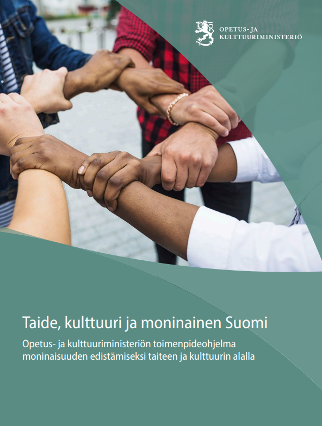 OPETUS- JA
KULTTUURIMINISTERIÖ
Taide, kulttuuri ja moninainen Suomi
Opetus- ja kulttuuriministeriön toimenpideohjelma
moninaisuuden edistämiseksi taiteen ja kulttuurin alalla